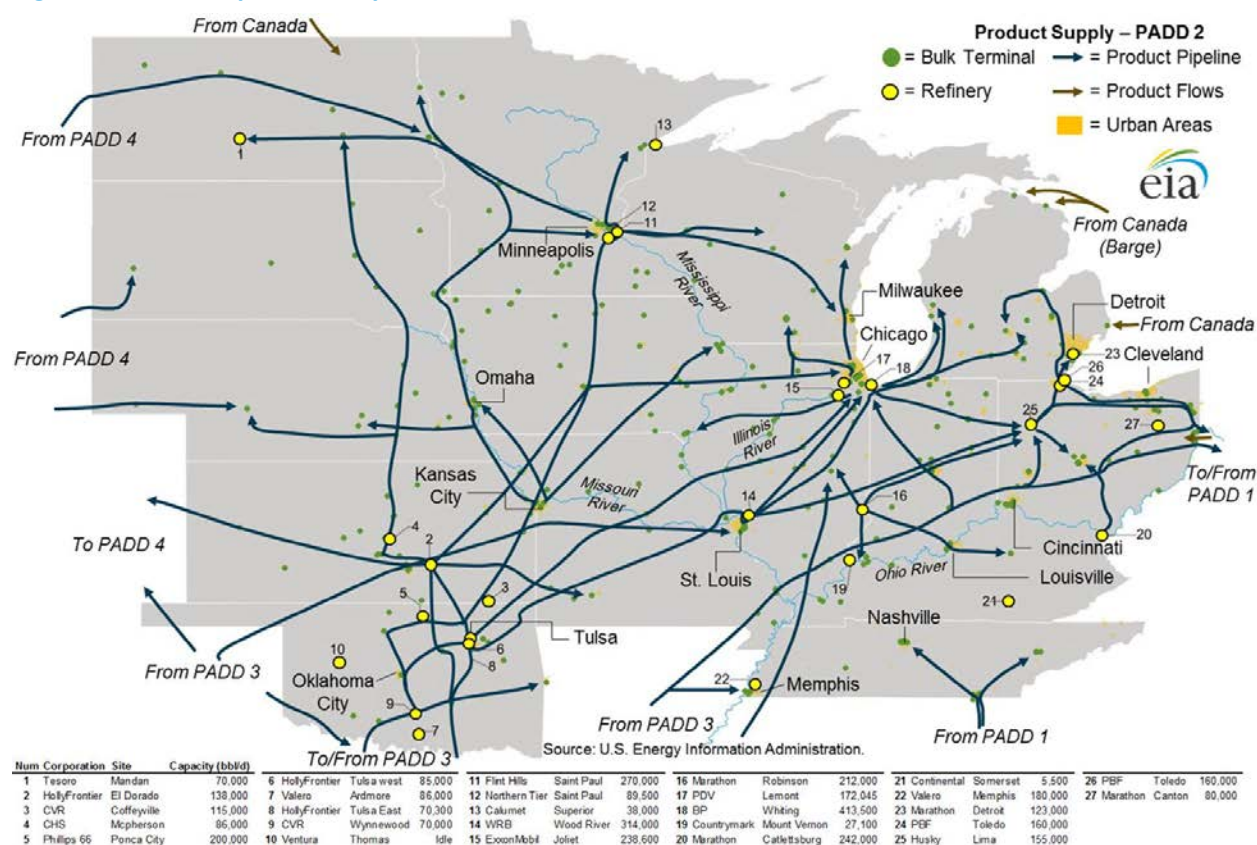 From Canada
Product Supply – PADD 2
= Bulk Terminal
= Product Pipeline
= Refinery
= Product Flows
= Urban Areas
eia
From PADD 4
1
13
12
11
Minneapolis
Mississippi
River
From Canada
(Barge)
From PADD 4
Milwaukee
Detroit
From Canada
Chicago
17
18
23
Cleveland
26
24
From PADD 4
Omaha
15
Illinois
River
25
27
To/From
PADD 1
Kansas
City
Missouri
River
14
16
4
2
To PADD 4
St. Louis
Cincinnati
20
19
Ohio River
Louisville
3
5
21
Nashville
Tulsa
6
8
10
From PADD 3
Oklahoma
City
22
Memphis
9
7
From PADD 3
From PADD 1
To/From PADD 3
Source: U.S. Energy Information Administration.
Num Corporation Site Capacity (bbl/d)
1 Tesoro Mandan 70,000 6 HollyFrontier Tulsa west 85,000 11 Flint Hills Saint Paul 270,000 16 Marathon Robinson 212,000 21 Continental Somerset 5,500 26 PBF Toledo 160,000
2 HollyFrontier El Dorado 138,000 7 Valero Ardmore 86,000 12 Northern Tier Saint Paul 89,500 17 PDV Lemont 172,045 22 Valero Memphis 180,000 27 Marathon Canton 80,000
3 CVR Coffeyville 115,000 8 HollyFrontier Tulsa East 70,300 13 Calumet Superior 38,000 18 BP Whiting 413,500 23 Marathon Detroit 123,000
4 CHS Mcpherson 86,000 9 CVR Wynnewood 70,000 14 WRB Wood River 314,000 19 Countrymark Mount Vernon 27,100 24 PBF Toledo 160,000
5 Phillips 66 Ponca City 200,000 10 Ventura Thomas Idle 15 ExxonMobil Joliet 238,600 20 Marathon Catlettsburg 242,000 25 Husky Lima 155,000